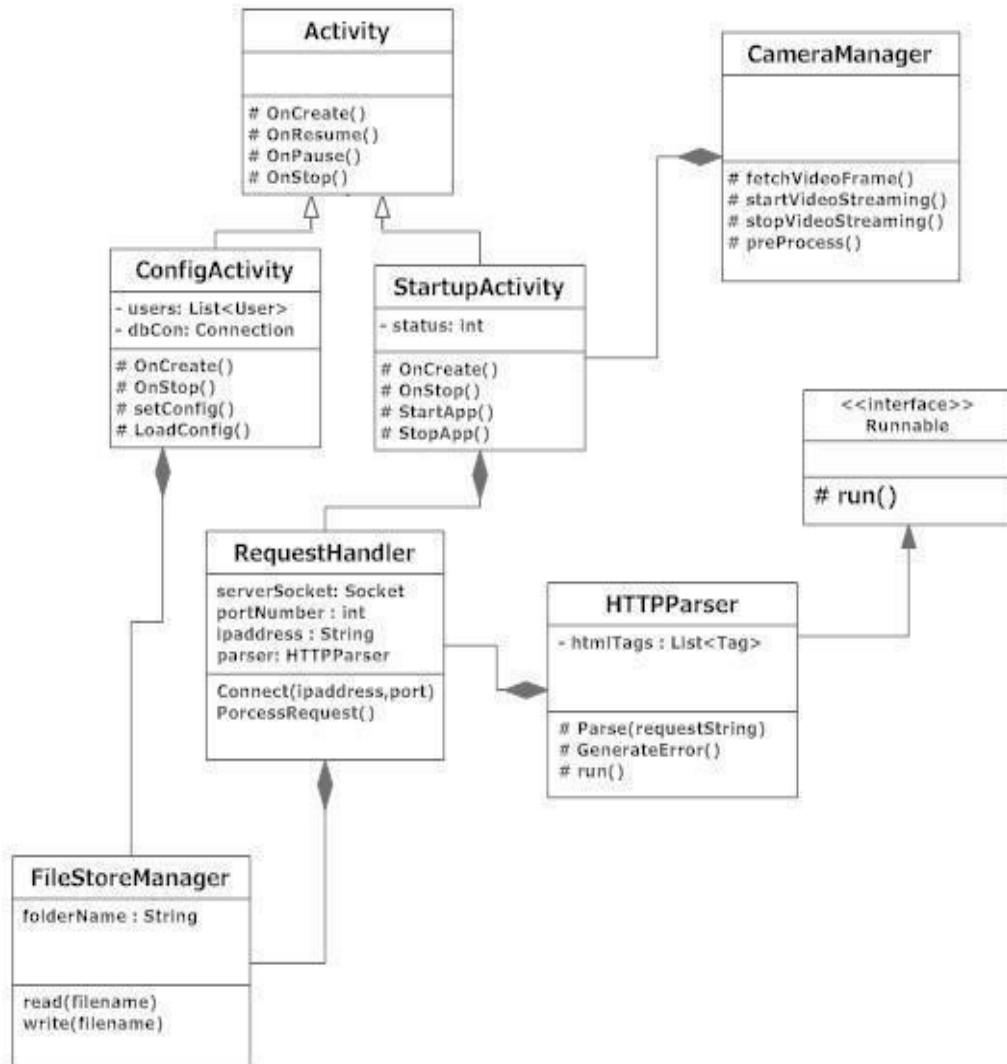 Activity
# OnCreate()
# OnResume()
# OnPause()
# OnStop()
CameraManager
# fetchVideoFrame()
# startVideoStreaming()
# stopVideoStreaming()
# preProcess()
ConfigActivity
- users: List<User>
- dbCon: Connection
# OnCreate()
# OnStop()
# setConfig()
# LoadConfig()
StartupActivity
- status: int
# OnCreate()
# OnStop()
# StartApp()
# StopApp()
<<interface>>
Runnable
# run()
RequestHandler
serverSocket: Socket
portNumber : int
ipaddress : String
parser: HTTPParser
Connect(ipaddress,port)
PorcessRequest()
HTTPParser
- htmlTags : List<Tag>
# Parse(requestString)
# GenerateError()
# run()
FileStoreManager
folderName : String
read(filename)
write(filename)